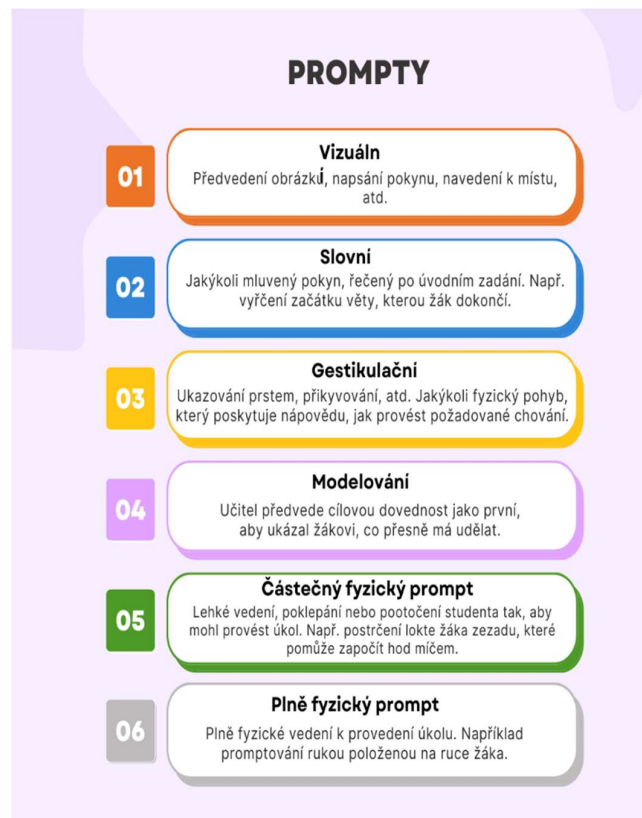 PROMPTY
01
Vizuáln
Předvedení obrázkuí, napsání pokynu, navedení k místu,
atd.
02
Slovní
Jakýkoli mluvený pokyn, řečený po úvodním zadání. Např.
vyřčení začátku věty, kterou žák dokončí.
03
Gestikulační
Ukazování prstem, přikyvování, atd. Jakýkoli fyzický pohyb,
který poskytuje nápovědu, jak provést požadované chování.
04
Modelování
Učitel předvede cílovou dovednost jako první,
aby ukázal žákovi, co přesně má udělat.
05
Částečný fyzický prompt
Lehké vedení, poklepání nebo pootočení studenta tak, aby
mohl provést úkol. Např. postrčení lokte žáka zezadu, které
pomůže započít hod míčem.
06
Plně fyzický prompt
Plně fyzické vedení k provedení úkolu. Například
promptování rukou položenou na ruce žáka.